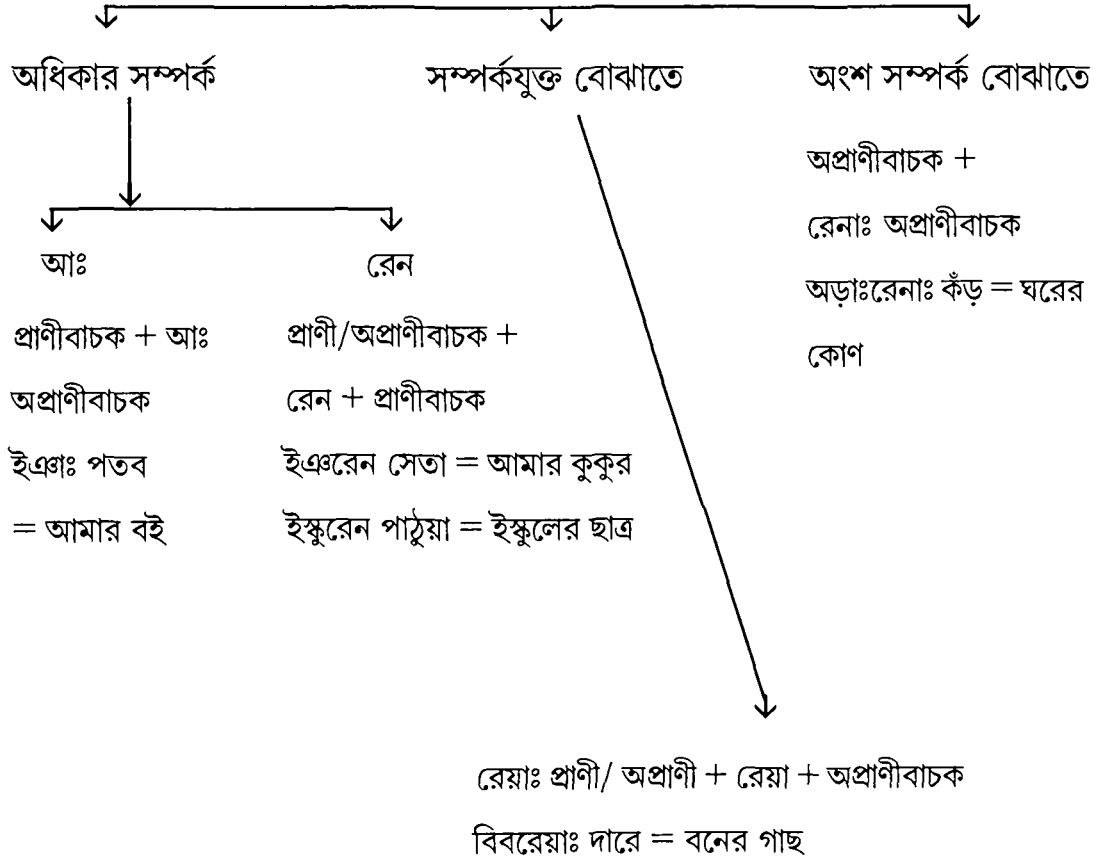 অধিকার সম্পর্ক
সম্পর্কযুক্ত বোঝাতে
অংশ সম্পর্ক বোঝাতে
অপ্রাণীবাচক +
রেনাঃ অপ্রাণীবাচক
অড়াঃরেনাঃ কঁড় = ঘরের
কোণ
আঃ
প্রাণীবাচক + আঃ
অপ্রাণীবাচক
ইঞাঃ পতব
= আমার বই
রেন
প্রাণী/অপ্রাণীবাচক +
রেন + প্রাণীবাচক
ইঞরেন সেতা = আমার কুকুর
ইস্কুরেন পাঠুয়া = ইস্কুলের ছাত্র
রেয়াঃ প্রাণী/ অপ্রাণী + রেয়া + অপ্রাণীবাচক
বিবরেয়াঃ দারে = বনের গাছ